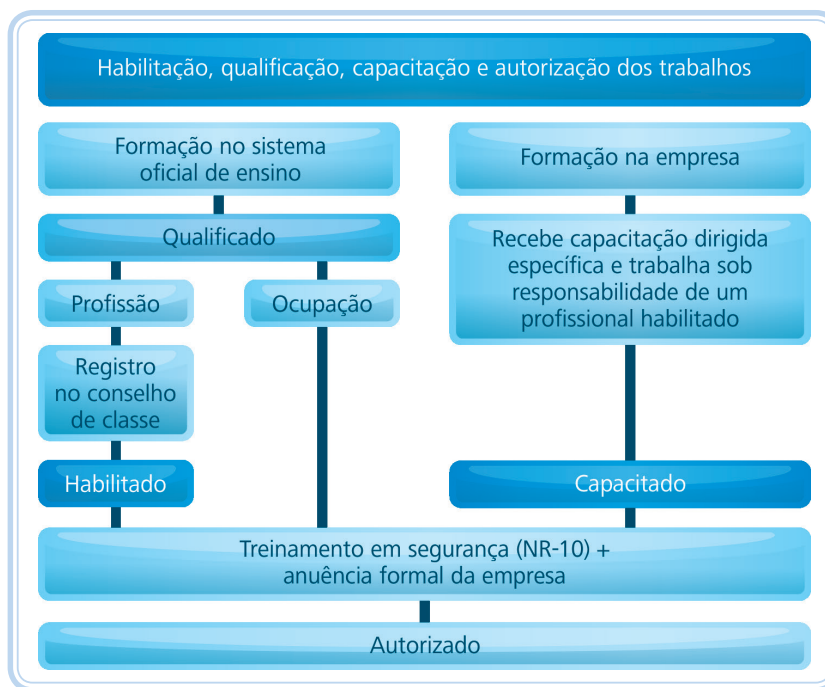 Habilitação, qualificação, capacitação e autorização dos trabalhos
Formação no sistema
oficial de ensino
Qualificado
Profissão
Ocupação
Registro
no conselho
de classe
Habilitado
Formação na empresa
Recebe capacitação dirigida
específica e trabalha sob
responsabilidade de um
profissional habilitado
Capacitado
Treinamento em segurança (NR-10) +
anuência formal da empresa
Autorizado